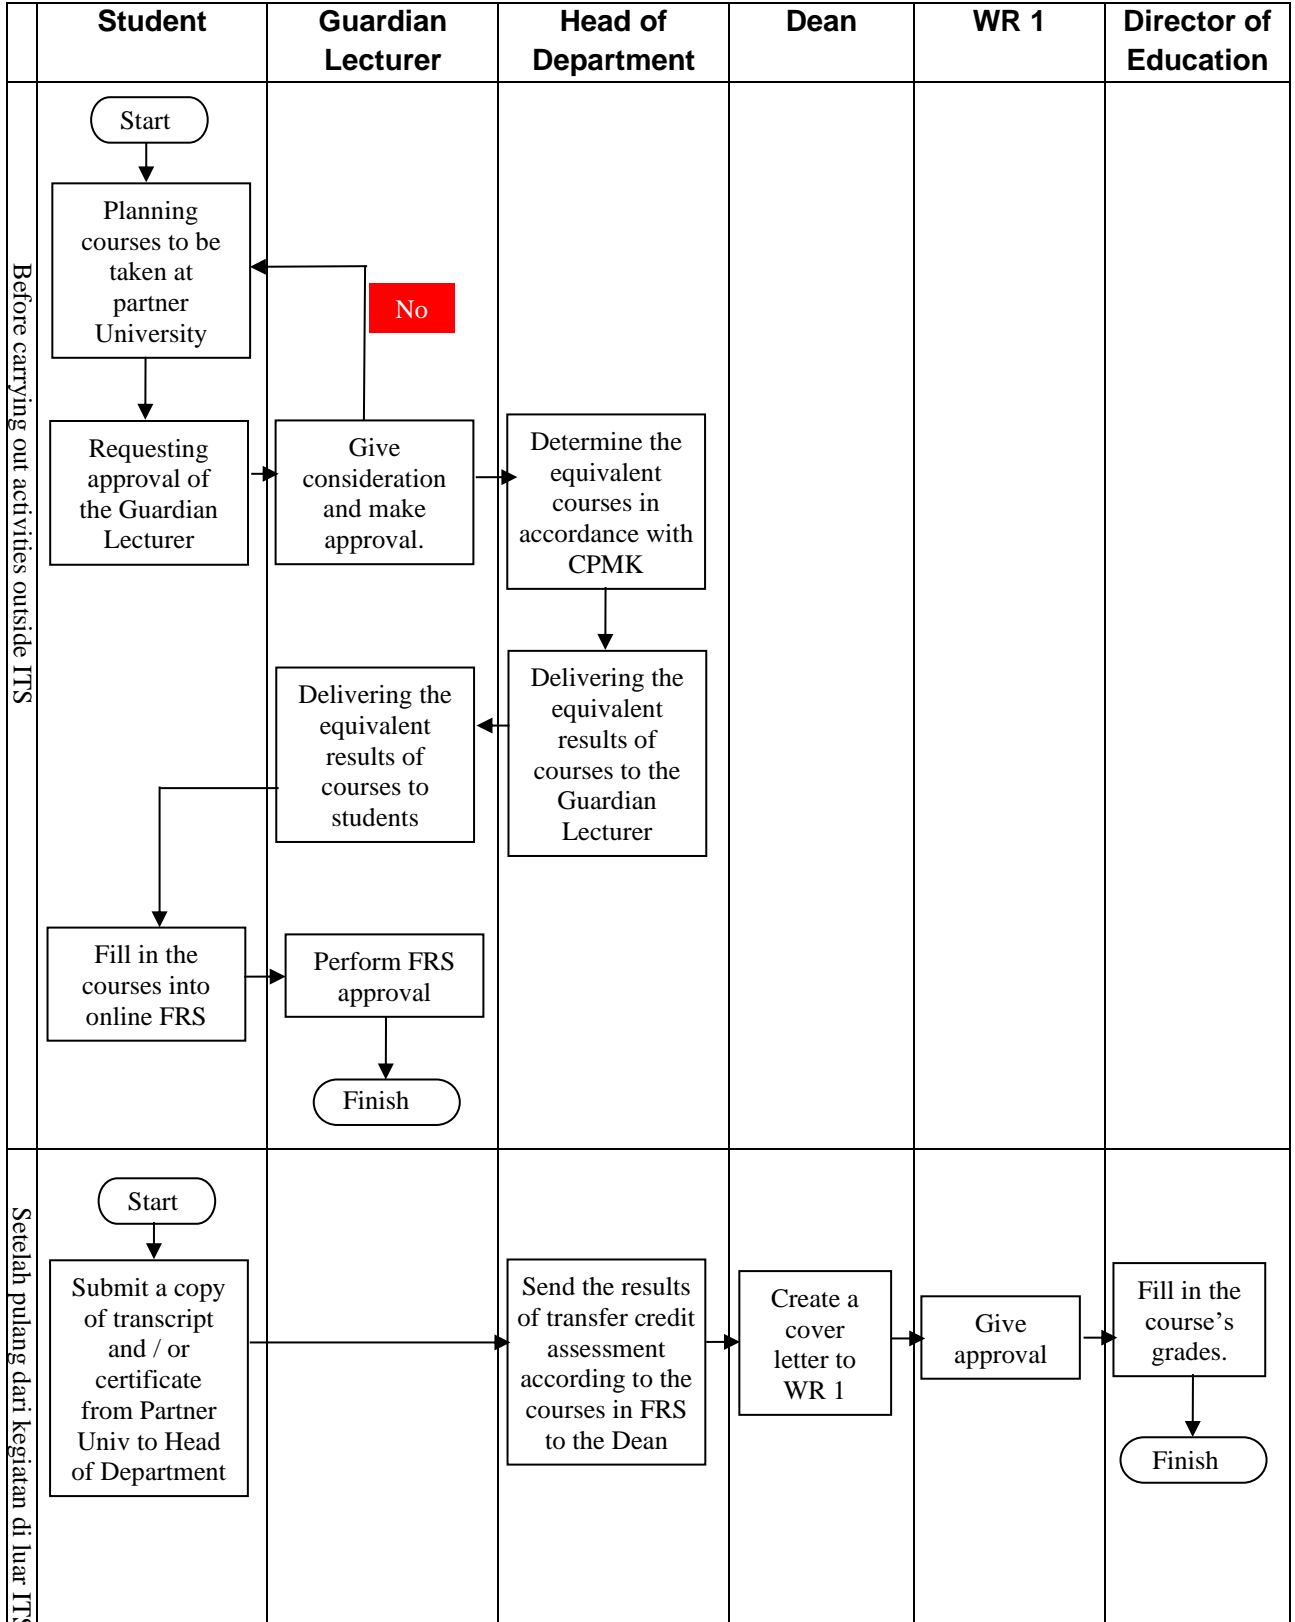 Student
Guardian
Lecturer
Head of
Department
Dean
WR 1
Director of
Education
Before carrying out activities outside ITS
Start
Planning
courses to be
taken at
partner
University
No
Requesting
approval of
the Guardian
Lecturer
Give
consideration
and make
approval.
Determine the
equivalent
courses in
accordance with
CPMK
Delivering the
equivalent
results of
courses to
students
Delivering the
equivalent
results of
courses to the
Guardian
Lecturer
Fill in the
courses into
online FRS
Perform FRS
approval
Finish
Setelah pulang dari kegiatan di luar ITS
Start
Submit a copy
of transcript
and / or
certificate
from Partner
Univ to Head
of Department
Send the results
of transfer credit
assessment
according to the
courses in FRS
to the Dean
Create a
cover
letter to
WR 1
Give
approval
Fill in the
course’s
grades.
Finish